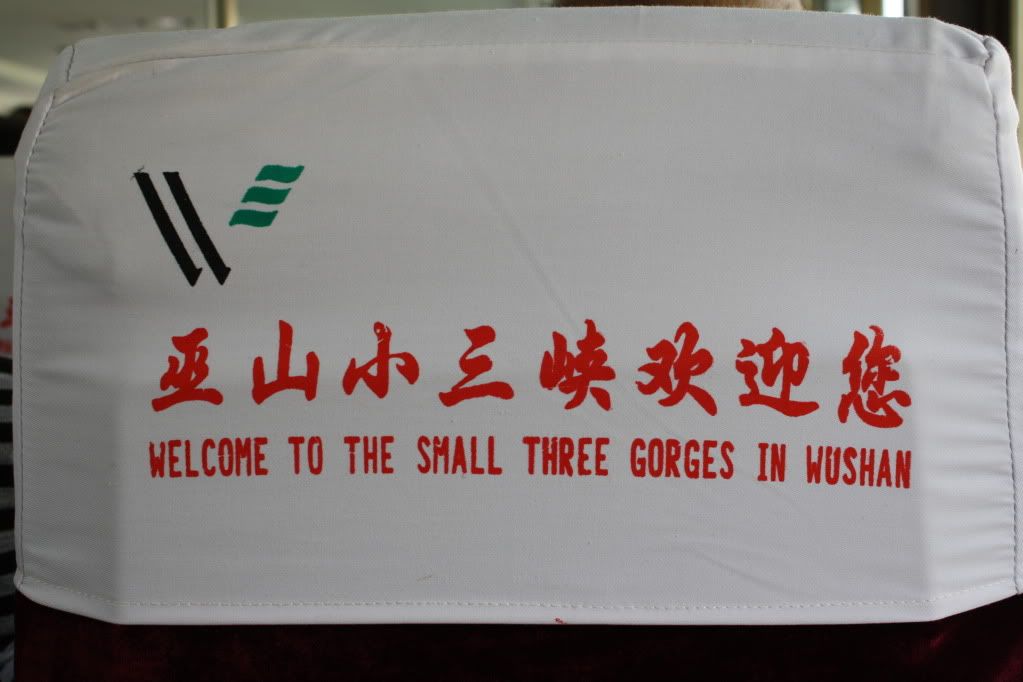 巫山小三峡欢迎您
WELCOME TO THE SMALL THREE GORGES IN WUSHAN